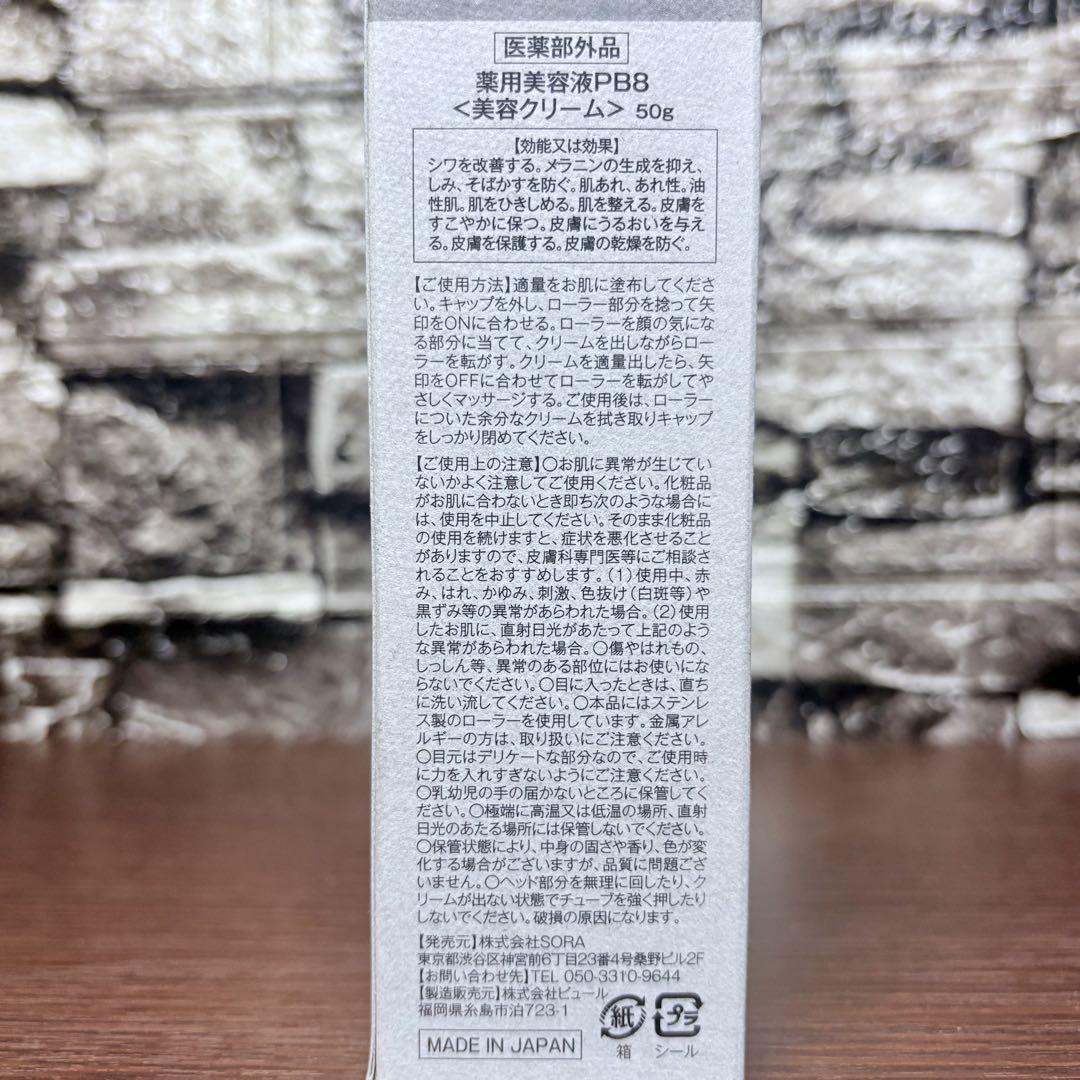 医薬部外品
薬用美容液PB8
<美容クリーム> 50g
【効能又は効果】
シワを改善する。メラニンの生成を抑え、
しみ、そばかすを防ぐ。肌あれ、あれ性。油
性肌。肌をひきしめる。肌を整える。皮膚を
すこやかに保つ。皮膚にうるおいを与え
る。皮膚を保護する。皮膚の乾燥を防ぐ。
【ご使用方法】適量をお肌に塗布してくださ
い。キャップを外し、ローラー部分を捻って矢
印をONに合わせる。ローラーを顔の気にな
る部分に当てて、クリームを出しながらロー
ラーを転がす。クリームを適量出したら、矢
印をOFFに合わせてローラーを転がしてや
さしくマッサージする。ご使用後は、ローラー
についた余分なクリームを拭き取りキャップ
をしっかり閉めてください。
【ご使用上の注意】○お肌に異常が生じてい
ないかよく注意してご使用ください。化粧品
がお肌に合わないとき即ち次のような場合に
は、使用を中止してください。そのまま化粧品
の使用を続けますと、症状を悪化させること
がありますので、皮膚科専門医等にご相談さ
れることをおすすめします。(1)使用中、赤
み、はれ、かゆみ、刺激、色抜け(白斑等)や
黒ずみ等の異常があらわれた場合。(2)使用
したお肌に、直射日光があたって上記のよう
な異常があらわれた場合。○傷やはれもの、
しっしん等、異常のある部位にはお使いにな
らないでください。○目に入ったときは、直ち
に洗い流してください。○本品にはステンレ
ス製のローラーを使用しています。金属アレ
ルギーの方は、取り扱いにご注意ください。
○目元はデリケートな部分なので、ご使用時
に力を入れすぎないようにご注意ください。
○乳幼児の手の届かないところに保管してく
ださい。○極端に高温又は低温の場所、直射
日光のあたる場所には保管しないでください。
○保管状態により、中身の固さや香り、色が変
化する場合がございますが、品質に問題ござ
いません。○ヘッド部分を無理に回したり、ク
リームが出ない状態でチューブを強く押したり
しないでください。破損の原因になります。
【発売元】株式会社SORA
東京都渋谷区神宮前6丁目23番4号桑野ビル2F
【お問い合わせ先】TEL 050-3310-9644
【製造販売元】株式会社ピュール
福岡県糸島市泊723-1
MADE IN JAPAN
紙 プラ
箱 シール